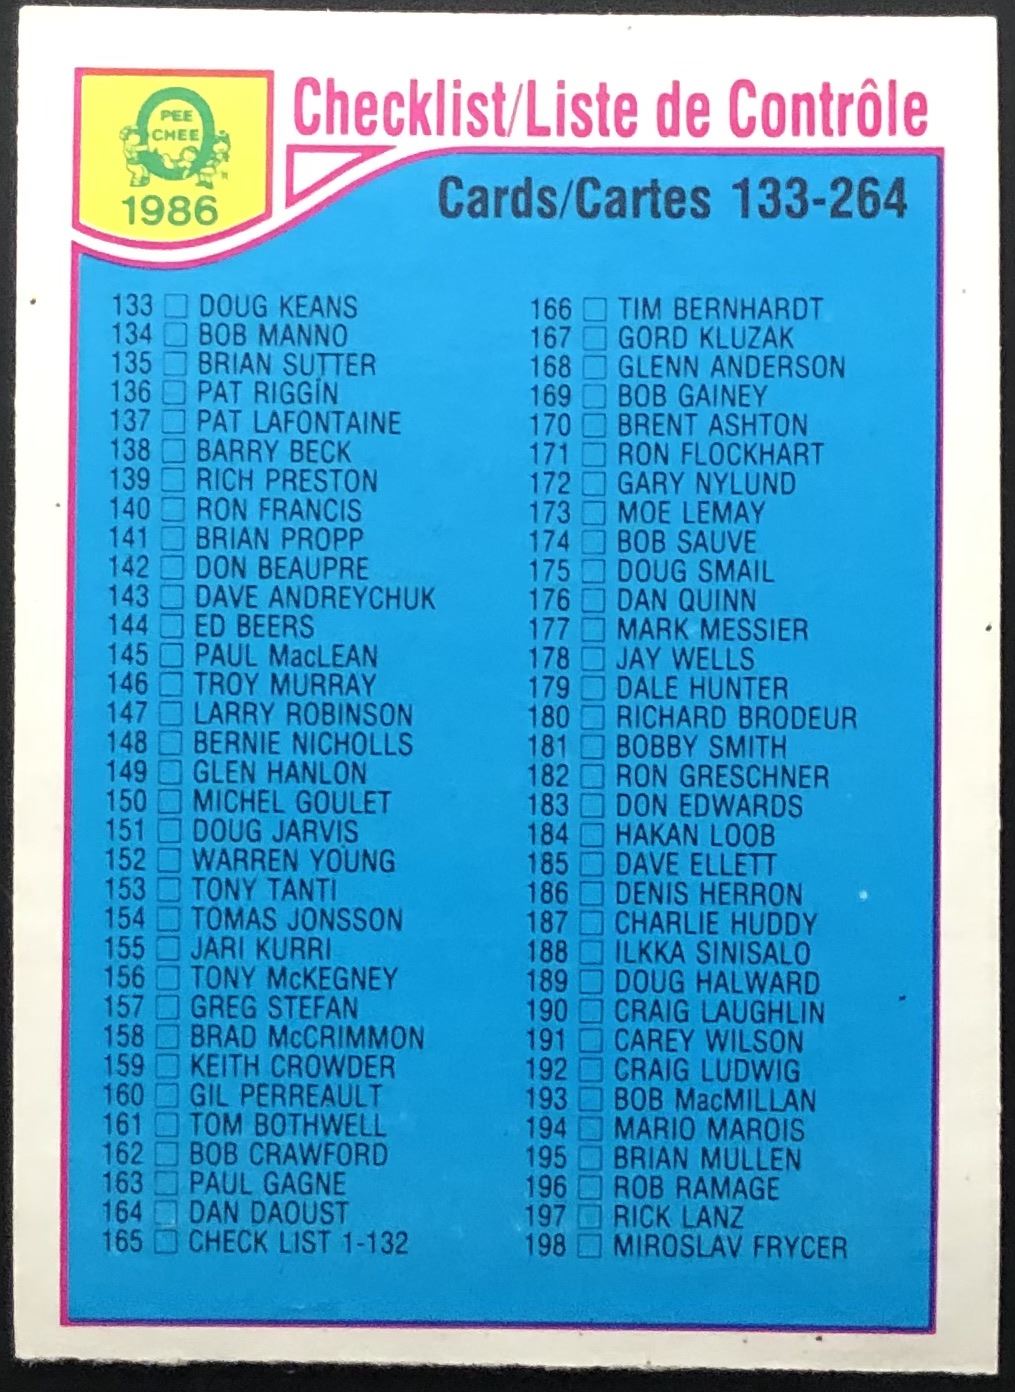 PEE
CHEE
1986
Checklist/Liste de Contrôle
Cards/Cartes 133-264
133 DOUG KEANS
134 BOB MANNO
135 BRIAN SUTTER
136 PAT RIGGIN
137 PAT LAFONTAINE
138 BARRY BECK
139 RICH PRESTON
140 RON FRANCIS
141 BRIAN PROPP
142 DON BEAUPRE
143 DAVE ANDREYCHUK
144 ED BEERS
145 PAUL MacLEAN
146 TROY MURRAY
147 LARRY ROBINSON
148 BERNIE NICHOLLS
149 GLEN HANLON
150 MICHEL GOULET
151 DOUG JARVIS
152 WARREN YOUNG
153 TONY TANTI
154 TOMAS JONSSON
155 JARI KURRI
156 TONY McKEGNEY
157 GREG STEFAN
158 BRAD McCRIMMON
159 KEITH CROWDER
160 GIL PERREAULT
161 TOM BOTHWELL
162 BOB CRAWFORD
163 PAUL GAGNE
164 DAN DAOUST
165 CHECK LIST 1-132
166 TIM BERNHARDT
167 GORD KLUZAK
168 GLENN ANDERSON
169 BOB GAINEY
170 BRENT ASHTON
171 RON FLOCKHART
172 GARY NYLUND
173 MOE LEMAY
174 BOB SAUVE
175 DOUG SMAIL
176 DAN QUINN
177 MARK MESSIER
178 JAY WELLS
179 DALE HUNTER
180 RICHARD BRODEUR
181 BOBBY SMITH
182 RON GRESCHNER
183 DON EDWARDS
184 HAKAN LOOB
185 DAVE ELLETT
186 DENIS HERRON
187 CHARLIE HUDDY
188 ILKKA SINISALO
189 DOUG HALWARD
190 CRAIG LAUGHLIN
191 CAREY WILSON
192 CRAIG LUDWIG
193 BOB MacMILLAN
194 MARIO MAROIS
195 BRIAN MULLEN
196 ROB RAMAGE
197 RICK LANZ
198 MIROSLAV FRYCER